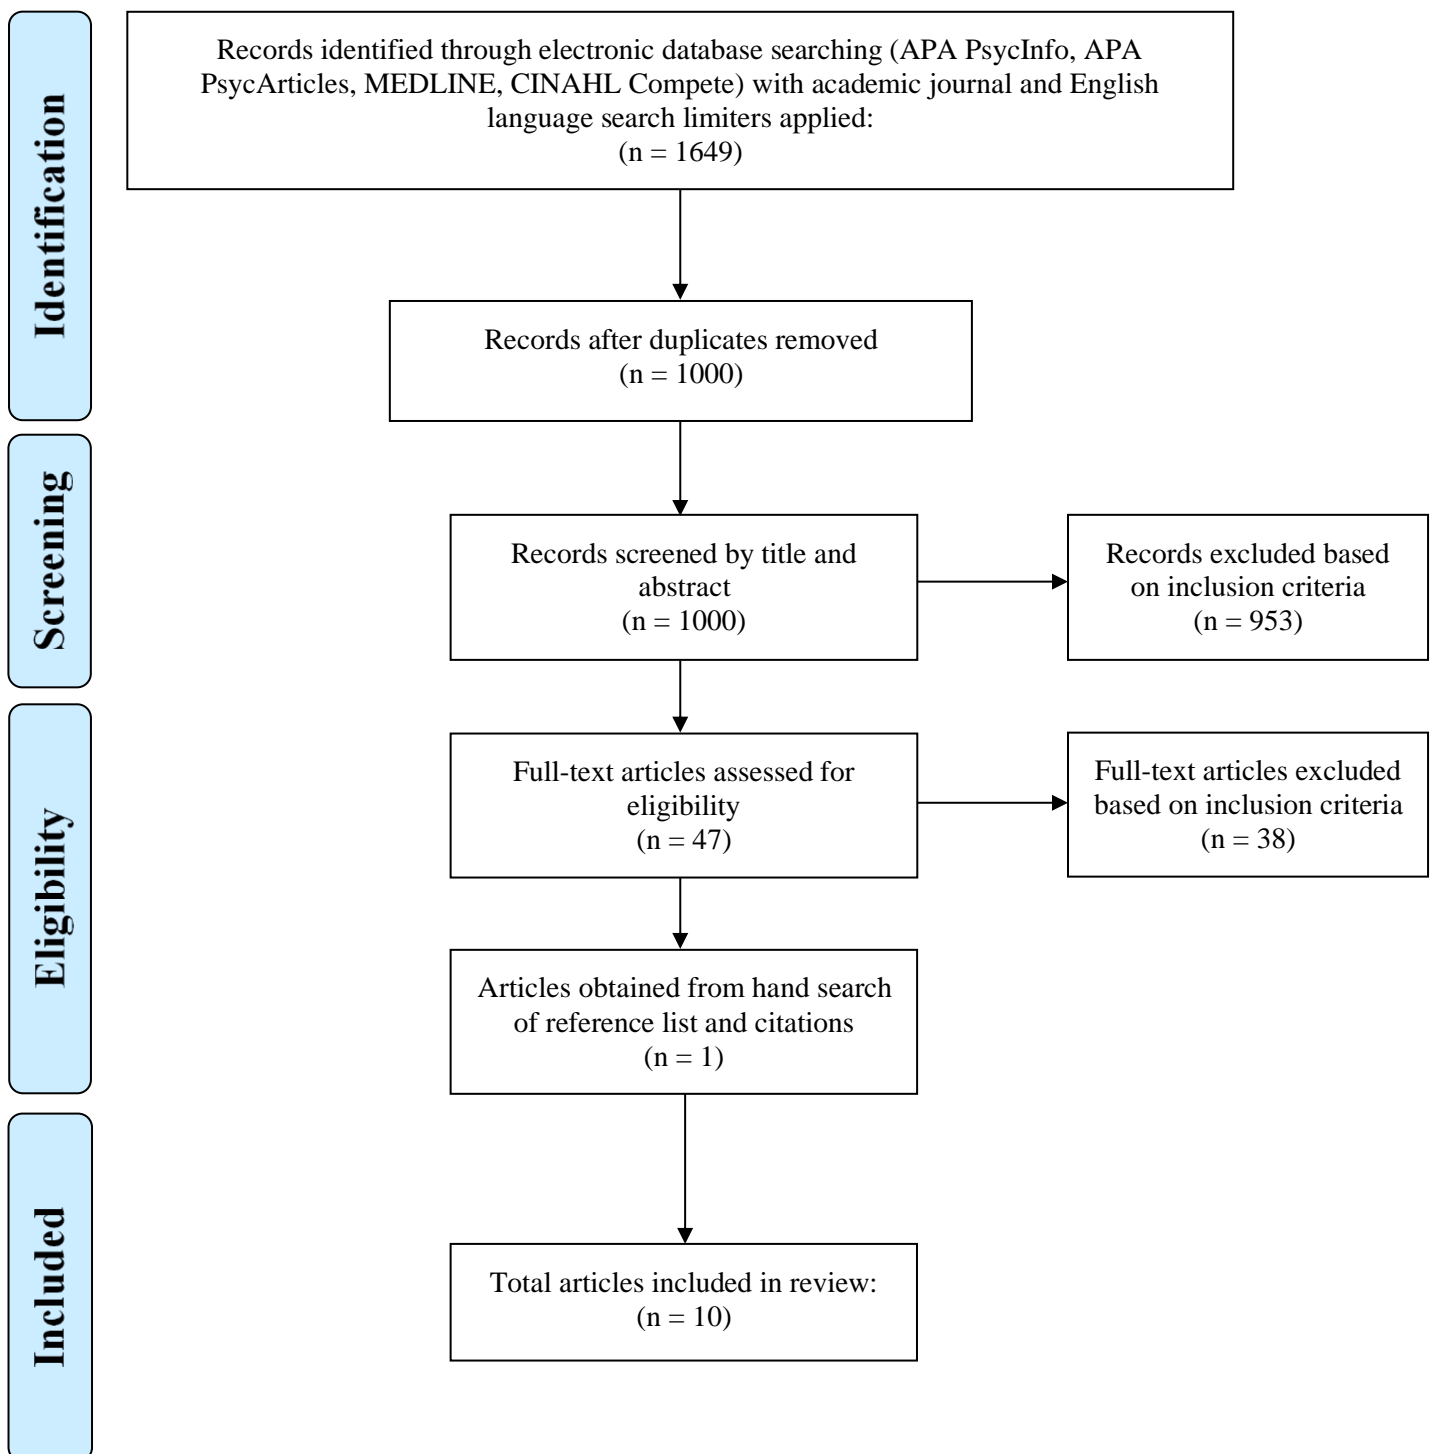 Identification
Records identified through electronic database searching (APA PsycInfo, APA
PsycArticles, MEDLINE, CINAHL Compete) with academic journal and English
language search limiters applied:
(n = 1649)
Records after duplicates removed
(n = 1000)
Screening
Records screened by title and
abstract
(n = 1000)
Records excluded based
on inclusion criteria
(n = 953)
Eligibility
Full-text articles assessed for
eligibility
(n = 47)
Full-text articles excluded
based on inclusion criteria
(n = 38)
Articles obtained from hand search
of reference list and citations
(n = 1)
Included
Total articles included in review:
(n = 10)